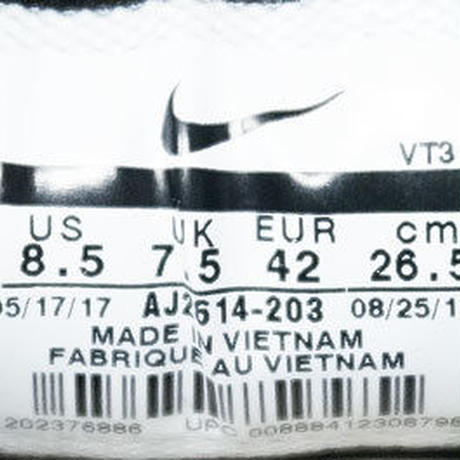 VT3
US UK EUR cm
8.5 7.5 42 26.5
05/17/17 AJ2614-203 08/25/1
MADE IN VIETNAM
FABRIQUE AU VIETNAM
202376886 UPC 00888412308798